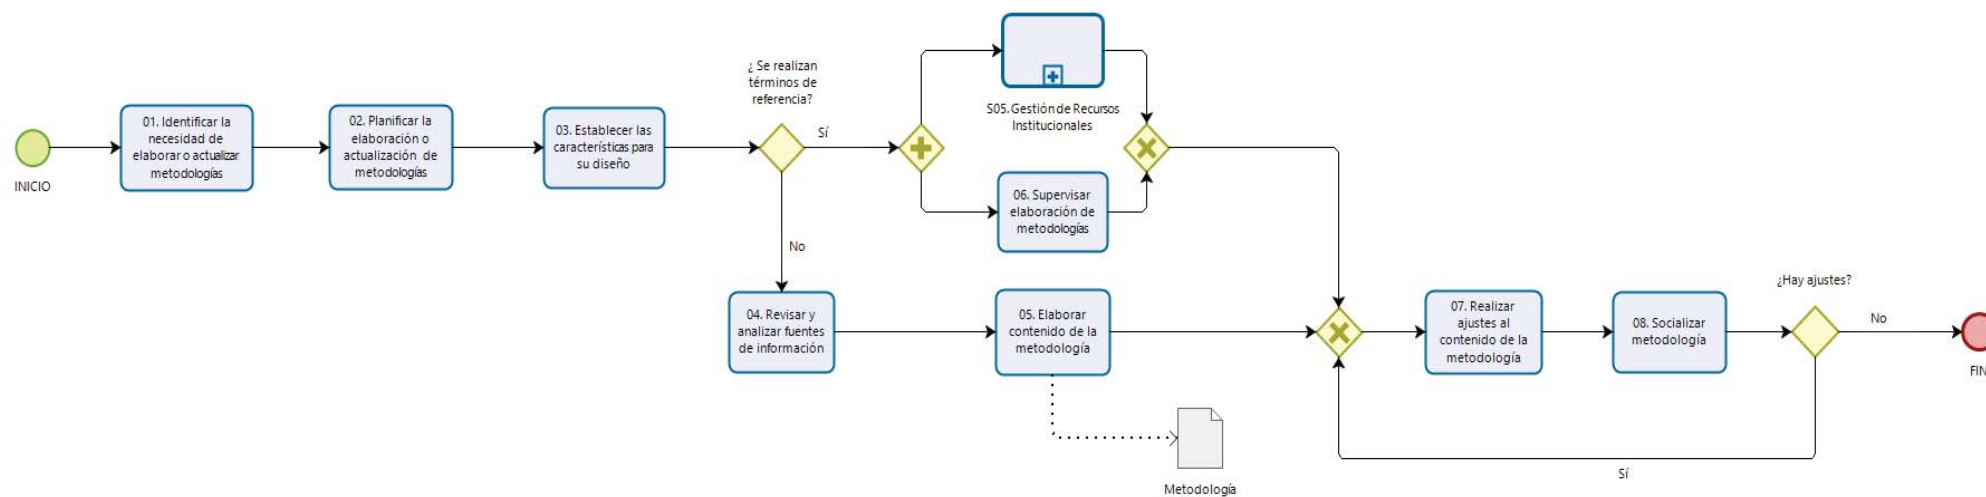 INICIO
01. Identificar la
necesidad de
elaborar o actualizar
metodologías
02. Planificar la
elaboración o
actualización de
metodologías
03. Establecer las
características para
su diseño
¿ Se realizan
términos de
referencia?
Sí
No
S05. Gestión de Recursos
Institucionales
06. Supervisar
elaboración de
metodologías
04. Revisar y
analizar fuentes
de información
05. Elaborar
contenido de la
metodología
Metodología
07. Realizar
ajustes al
contenido de la
metodología
08. Socializar
metodología
¿Hay ajustes?
No
Sí
FIN